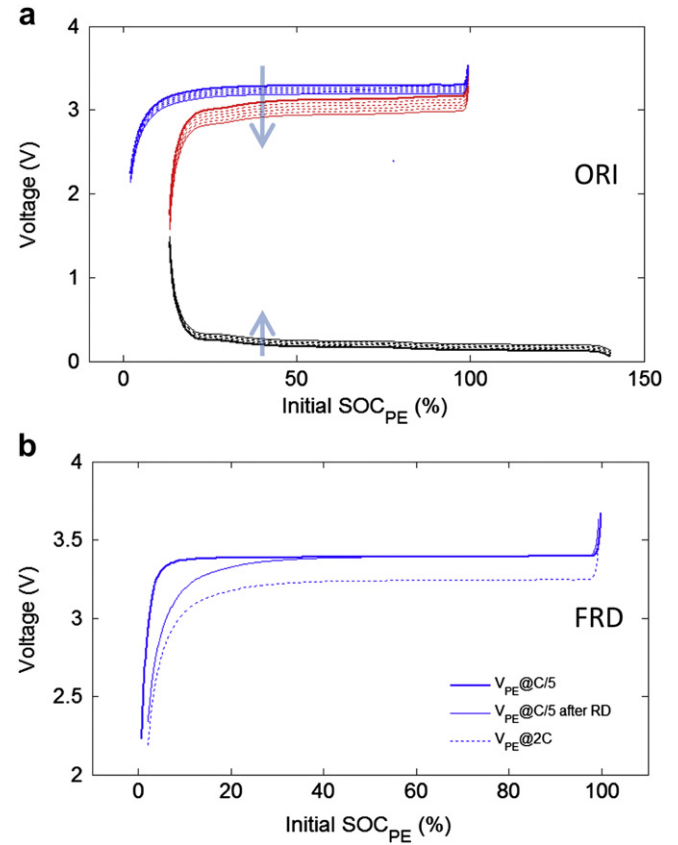 a
4
3
2
1
0
Voltage (V)
ORI
0 50 100 150
Initial SOC_PE (%)
b
4
3.5
3
2.5
2
Voltage (V)
FRD
V_PE@C/5
V_PE@C/5 after RD
V_PE@2C
0 20 40 60 80 100
Initial SOC_PE (%)